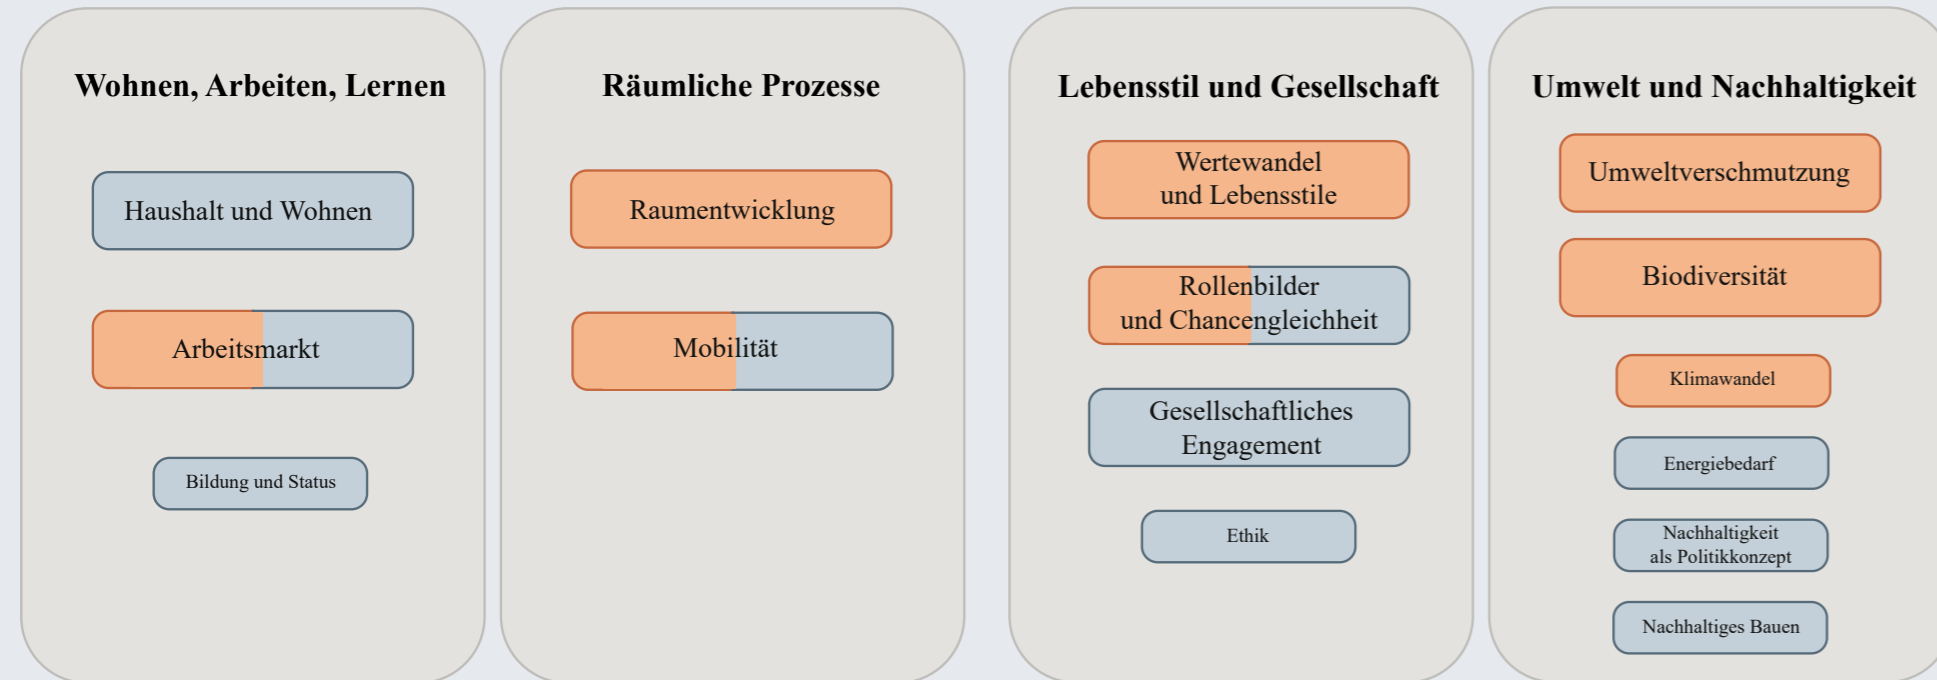 Wohnen, Arbeiten, Lernen
Haushalt und Wohnen
Arbeitsmarkt
Bildung und Status
Räumliche Prozesse
Raumentwicklung
Mobilität
Lebensstil und Gesellschaft
Wertewandel
und Lebensstile
Rollenbilder
und Chancengleichheit
Gesellschaftliches
Engagement
Ethik
Umwelt und Nachhaltigkeit
Umweltverschmutzung
Biodiversität
Klimawandel
Energiebedarf
Nachhaltigkeit
als Politikkonzept
Nachhaltiges Bauen